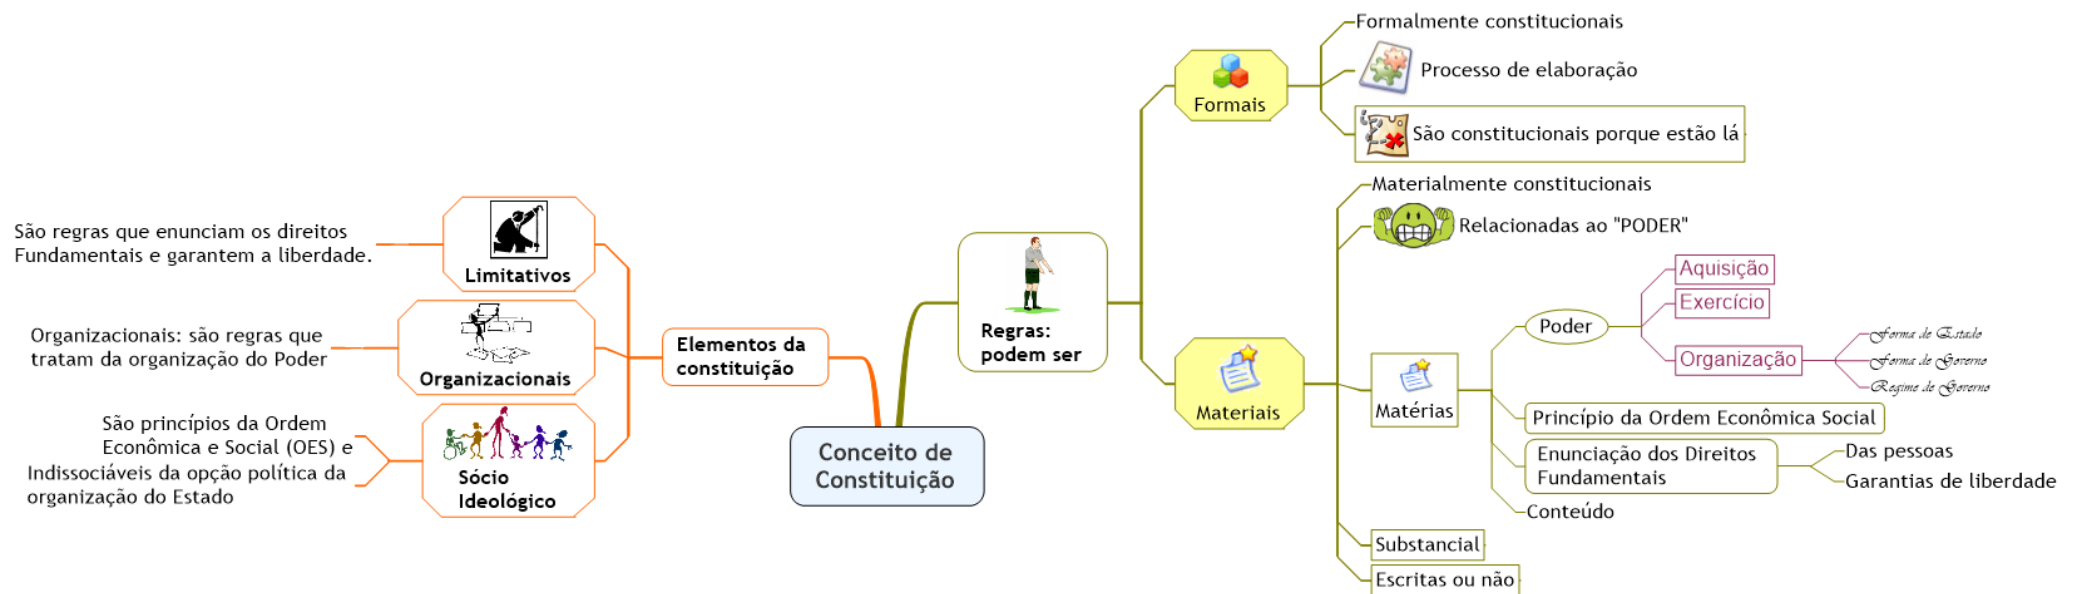 Conceito de
Constituição
Elementos da
constituição
Limitativos
São regras que enunciam os direitos
Fundamentais e garantem a liberdade.
Organizacionais
Organizacionais: são regras que
tratam da organização do Poder
Sócio
Ideológico
São princípios da Ordem
Econômica e Social (OES) e
Indissociáveis da opção política da
organização do Estado
Regras:
podem ser
Formais
Formalmente constitucionais
Processo de elaboração
São constitucionais porque estão lá
Materiais
Materialmente constitucionais
Relacionadas ao "PODER"
Matérias
Poder
Aquisição
Exercício
Organização
Forma de Estado
Forma de Governo
Regime de Governo
Princípio da Ordem Econômica Social
Enunciação dos Direitos
Fundamentais
Das pessoas
Garantias de liberdade
Conteúdo
Substancial
Escritas ou não